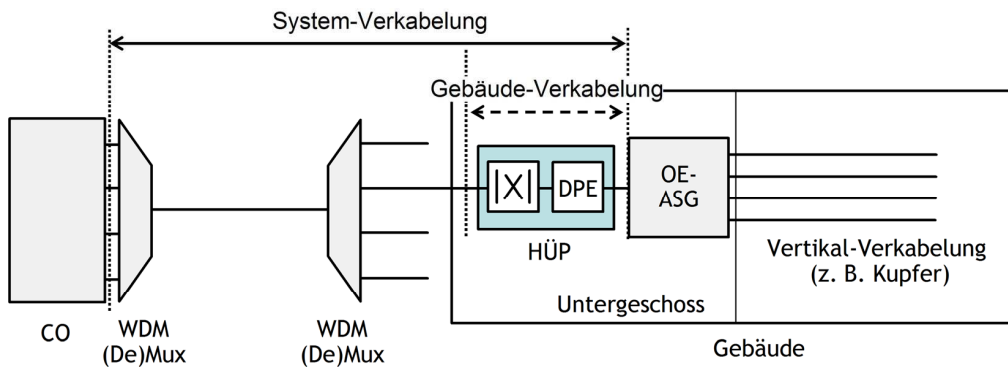 System-Verkabelung
Gebäude-Verkabelung
|X|
DPE
OE-
ASG
HÜP
Vertikal-Verkabelung
(z. B. Kupfer)
Untergeschoss
CO
WDM
(De)Mux
WDM
(De)Mux
Gebäude